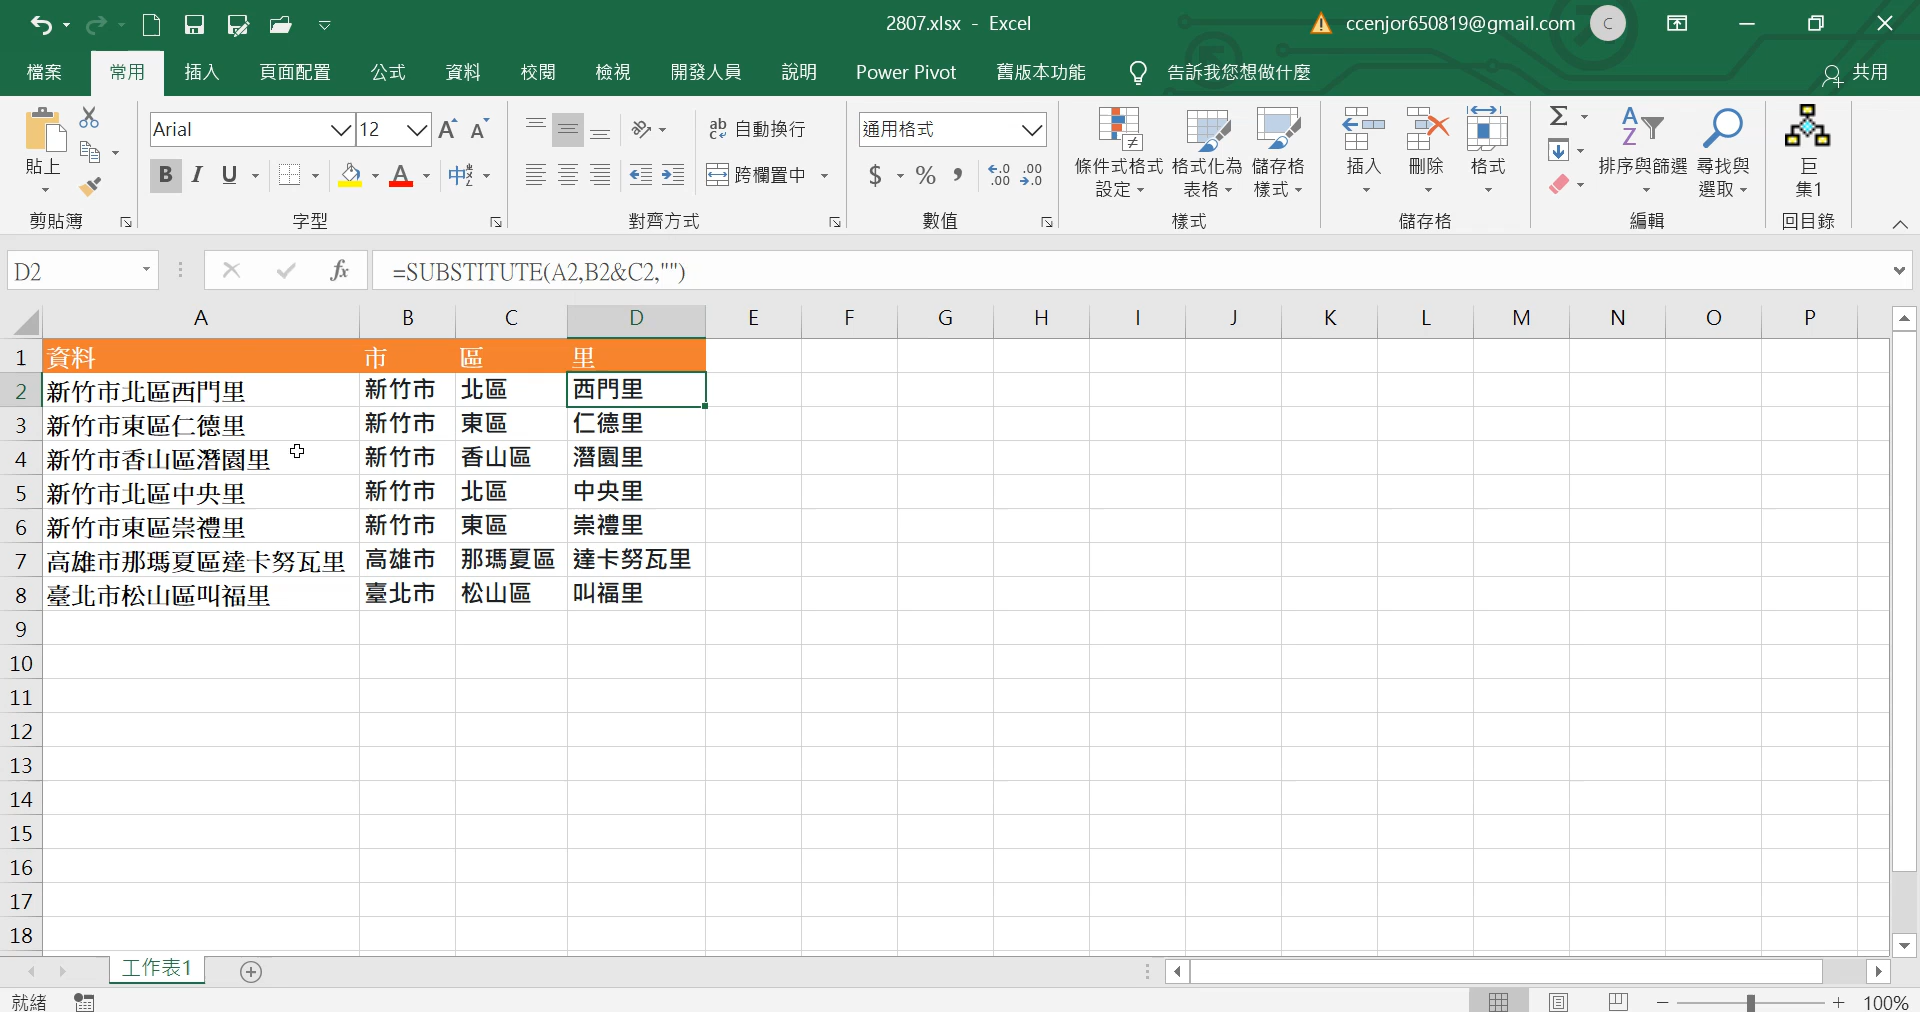 2807.xlsx - Excel
ccenjor650819@gmail.com C
檔案 常用 插入 頁面配置 公式 資料 校閱 檢視 開發人員 說明 Power Pivot 舊版本功能 告訴我您想做什麼 共用
貼上
剪貼簿
Arial 12
B I U A 中
字型
ab 自動換行
跨欄置中
對齊方式
通用格式
$ % , .0 .00 .00 .0
數值
條件式格式設定 格式化為表格 儲存格樣式
樣式
插入 刪除 格式
儲存格
Σ 排序與篩選 尋找與選取
編輯
巨集1
回目錄
D2 fx =SUBSTITUTE(A2,B2&C2,"")
A B C D E F G H I J K L M N O P
1 資料 市 區 里
2 新竹市北區西門里 新竹市 北區 西門里
3 新竹市東區仁德里 新竹市 東區 仁德里
4 新竹市香山區潛園里 新竹市 香山區 潛園里
5 新竹市北區中央里 新竹市 北區 中央里
6 新竹市東區崇禮里 新竹市 東區 崇禮里
7 高雄市那瑪夏區達卡努瓦里 高雄市 那瑪夏區 達卡努瓦里
8 臺北市松山區叫福里 臺北市 松山區 叫福里
9
10
11
12
13
14
15
16
17
18
工作表1
就緒 100%